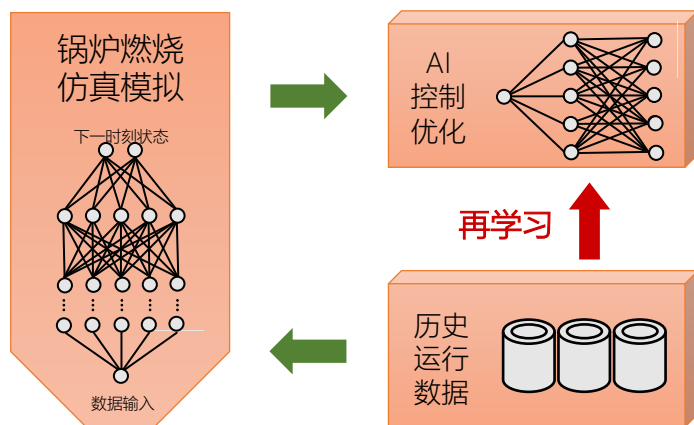 锅炉燃烧
仿真模拟
下一时刻状态
数据输入
AI
控制
优化
再学习
历史
运行
数据